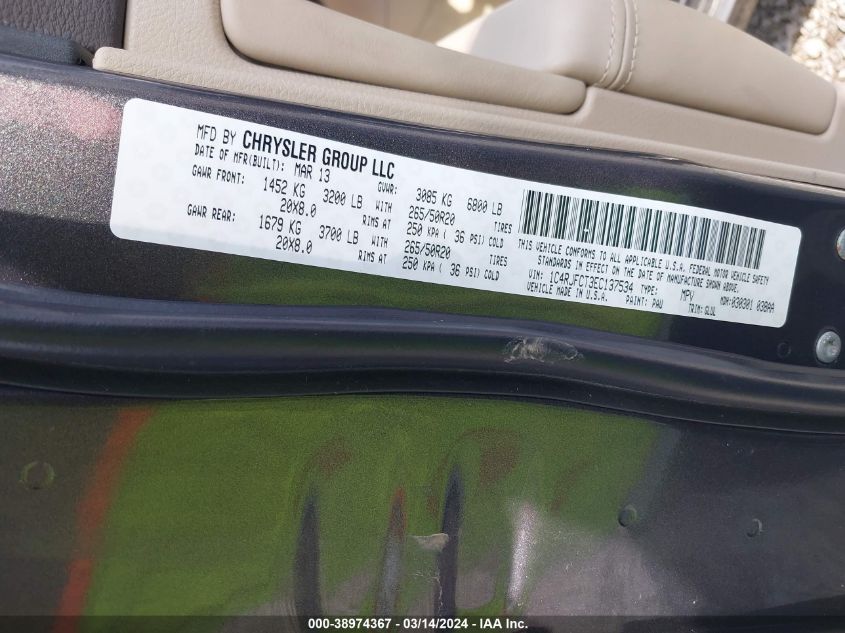 MFD BY CHRYSLER GROUP LLC
DATE OF MFR(BUILT): MAR 13 GVWR: 3085 KG 6800 LB
GAWR FRONT: 1452 KG 3200 LB WITH 265/50R20 TIRES
20X8.0 RIMS AT 250 KPA ( 36 PSI) COLD
GAWR REAR: 1679 KG 3700 LB WITH 265/50R20 TIRES
20X8.0 RIMS AT 250 KPA ( 36 PSI) COLD
THIS VEHICLE CONFORMS TO ALL APPLICABLE U.S.A. FEDERAL MOTOR VEHICLE SAFETY
STANDARDS IN EFFECT ON THE DATE OF MANUFACTURE SHOWN ABOVE.
VIN: 1C4RJFCT3EC137534 TYPE: MPV MDH: 030301 038AA
VEHICLE MADE IN U.S.A. PAINT: PAU TRIM: GLUL
000-38974367 - 03/14/2024 - IAA Inc.